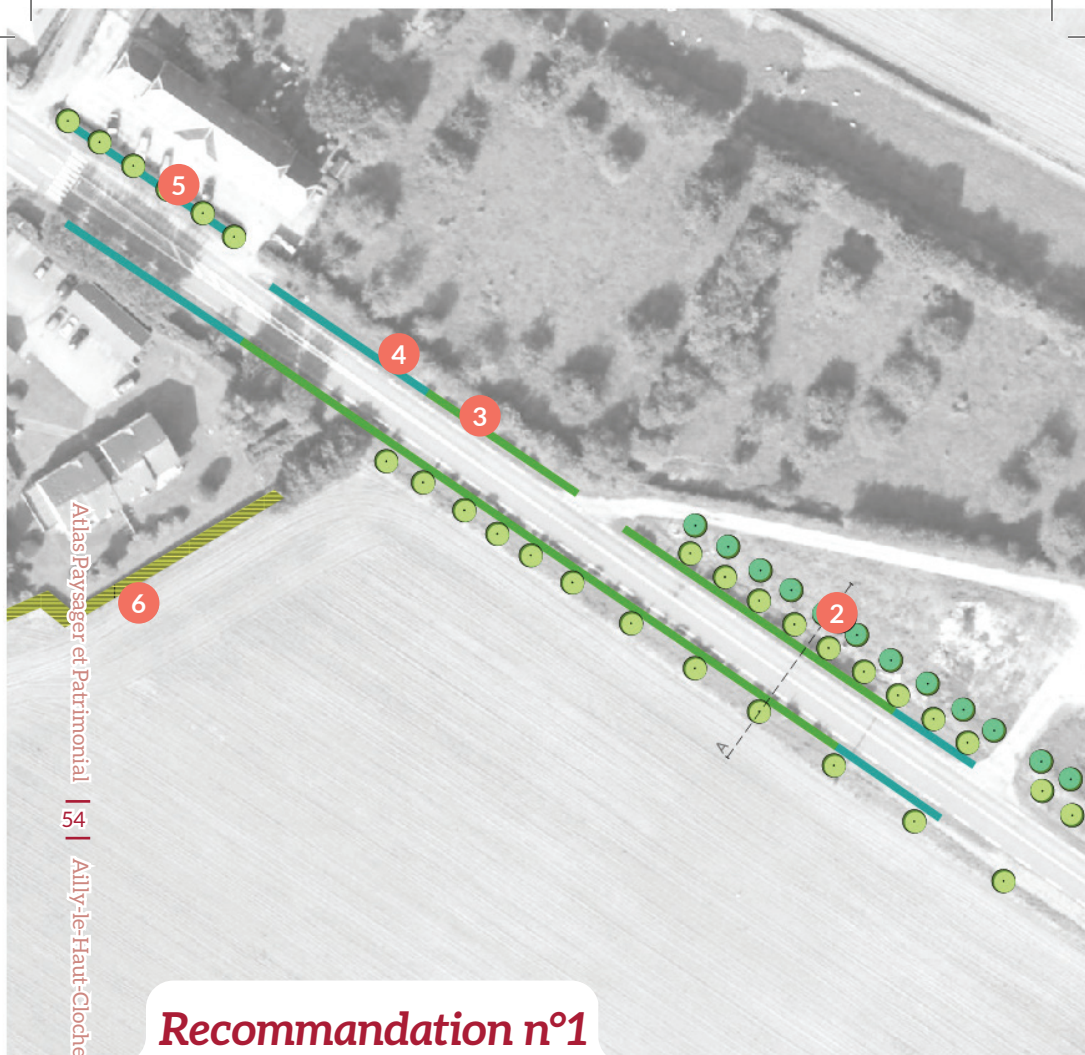 5
4
3
2
6
A
Atlas Paysager et Patrimonial
54
Ailly-le-Haut-Cloche
Recommandation n°1